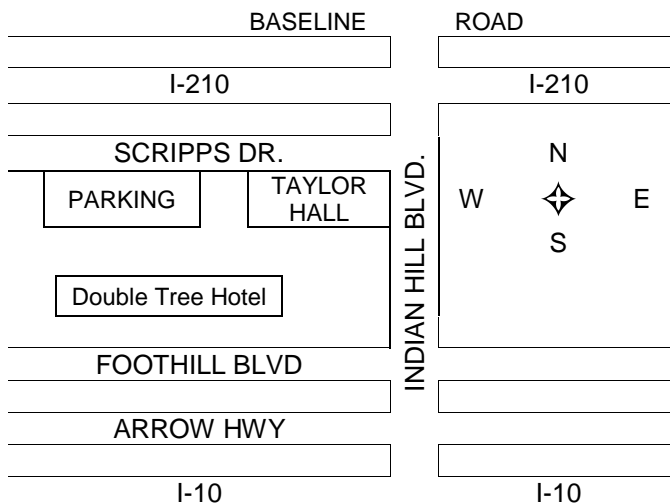 BASELINE ROAD
I-210 I-210
SCRIPPS DR.
PARKING
TAYLOR
HALL
INDIAN HILL BLVD.
N
W E
S
Double Tree Hotel
FOOTHILL BLVD
ARROW HWY
I-10 I-10